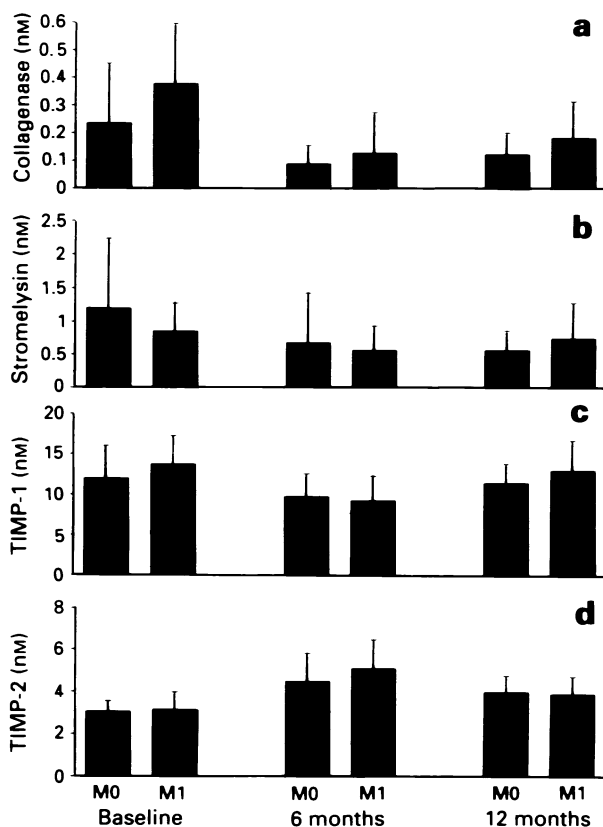 a
Collagenase (nM)
0.6
0.5
0.4
0.3
0.2
0.1
0
b
Stromelysin (nM)
2.5
2
1.5
1
0.5
0
c
TIMP-1 (nM)
20
15
10
5
0
d
TIMP-2 (nM)
8
6
4
2
0
M0 M1 M0 M1 M0 M1
Baseline 6 months 12 months